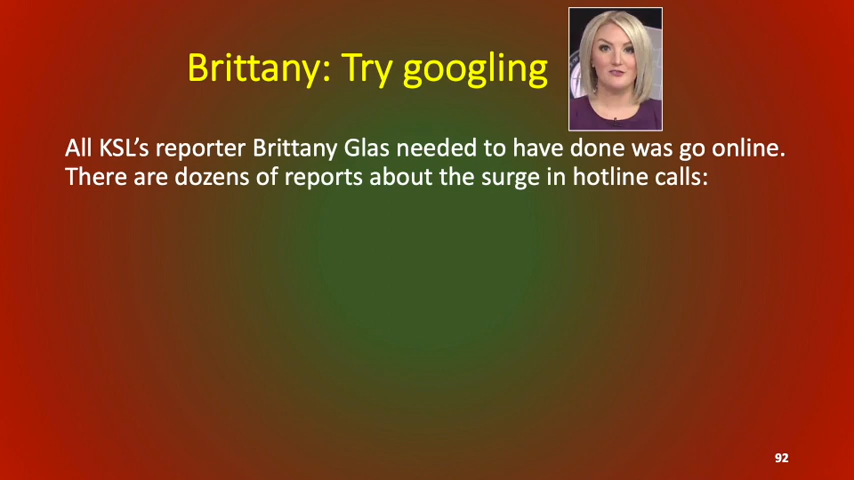 Brittany: Try googling
All KSL's reporter Brittany Glas needed to have done was go online.
There are dozens of reports about the surge in hotline calls:
92